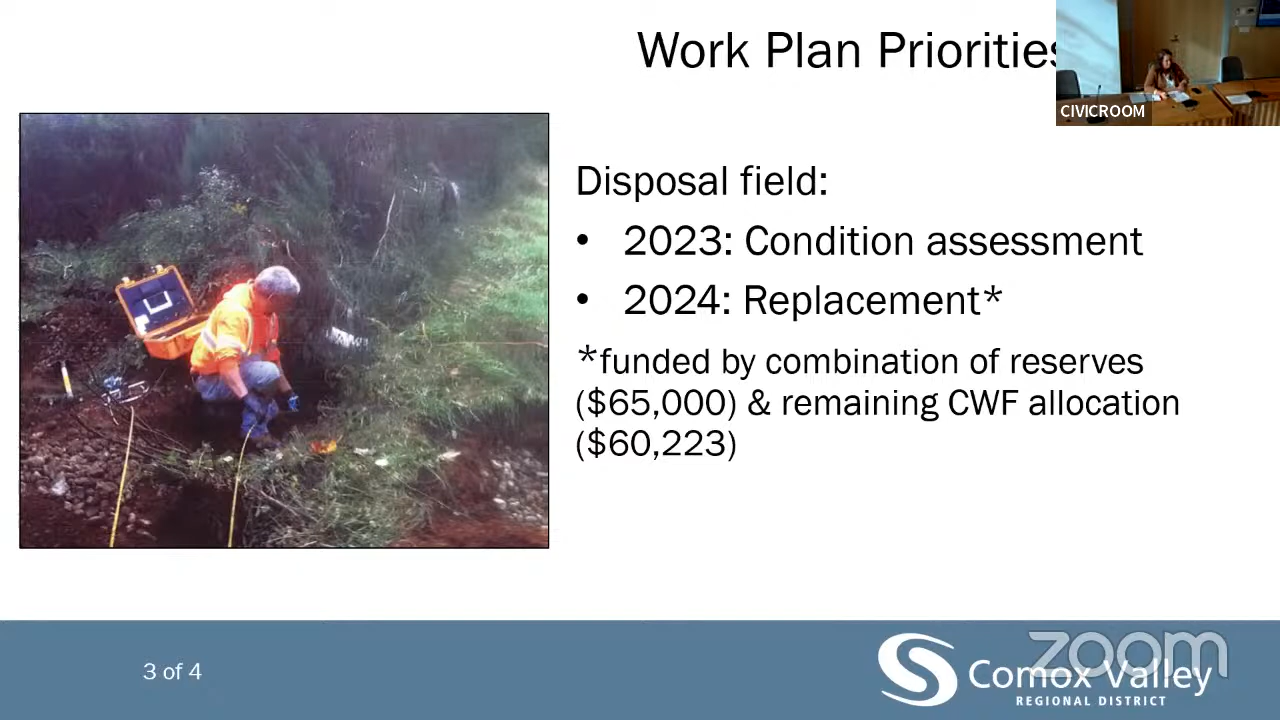 Work Plan Priorities
CIVICROOM
Disposal field:
• 2023: Condition assessment
• 2024: Replacement*
*funded by combination of reserves
($65,000) & remaining CWF allocation
($60,223)
3 of 4
zoom
Comox Valley
REGIONAL DISTRICT